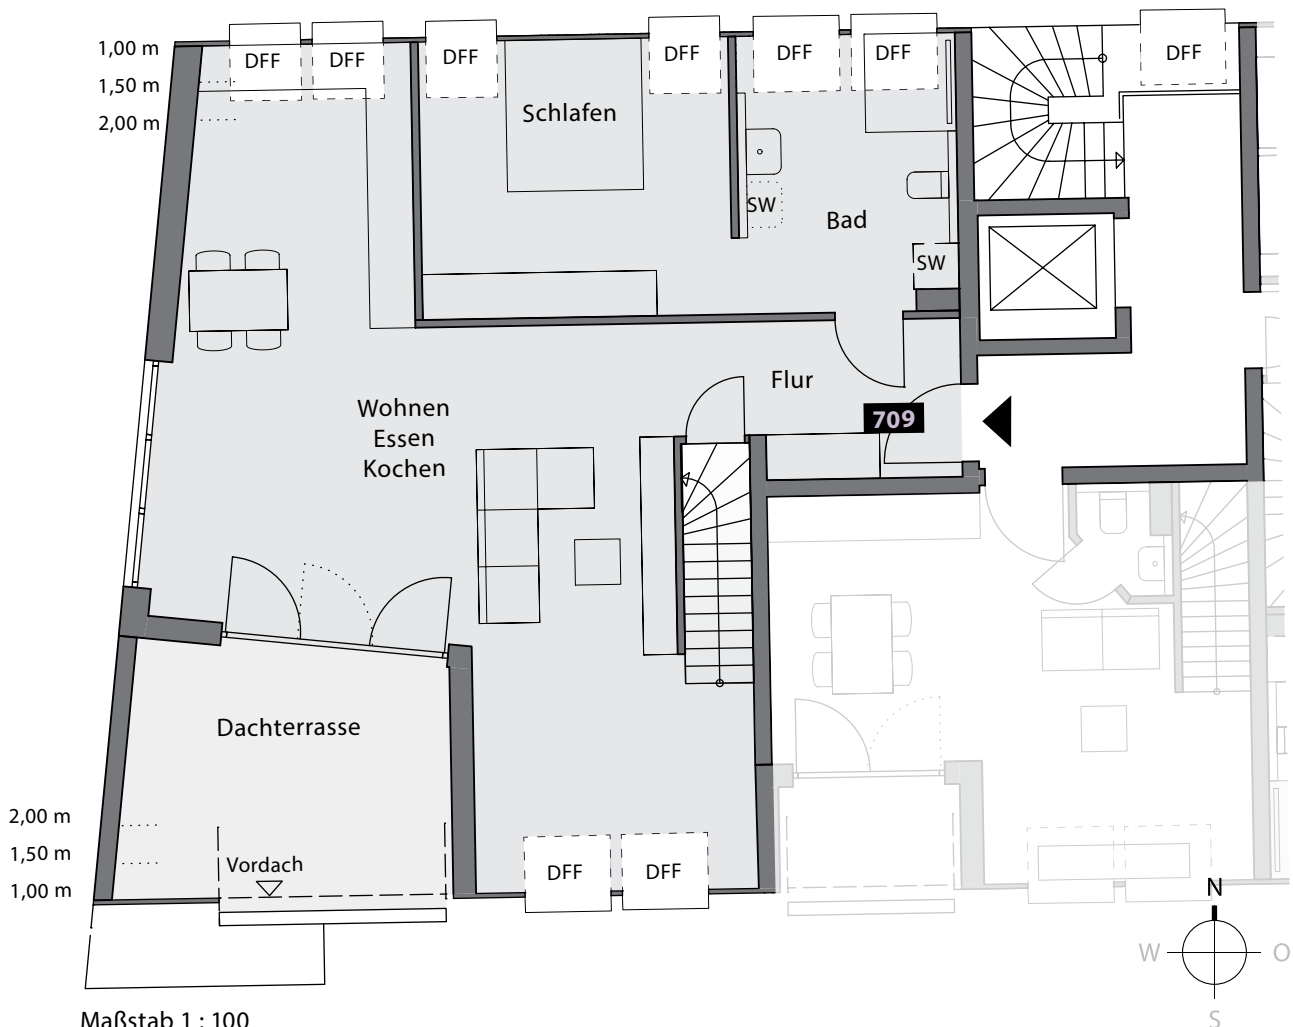 1,00 m
1,50 m
2,00 m
DFF
DFF
DFF
DFF
DFF
DFF
DFF
Schlafen
SW
Bad
SW
Flur
709
Wohnen
Essen
Kochen
Dachterrasse
2,00 m
1,50 m
1,00 m
Vordach
DFF
DFF
N
W
O
S
Maßstab 1 : 100